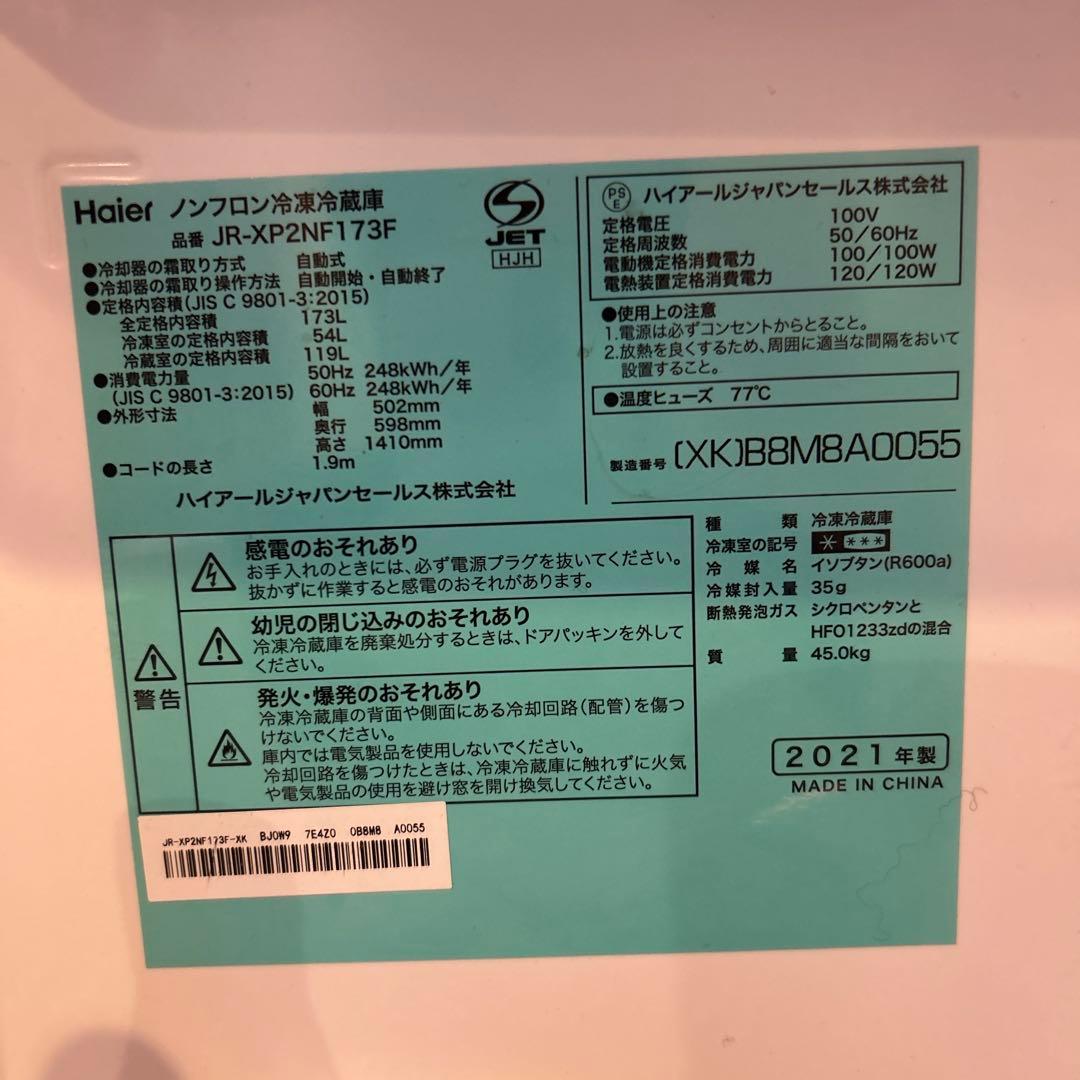 Haier ノンフロン冷凍冷蔵庫
品番 JR-XP2NF173F
JET
HJH
●冷却器の霜取り方式 自動式
●冷却器の霜取り操作方法 自動開始・自動終了
●定格内容積(JIS C 9801-3:2015)
全定格内容積 173L
冷凍室の定格内容積 54L
冷蔵室の定格内容積 119L
●消費電力量 50Hz 248kWh/年
(JIS C 9801-3:2015) 60Hz 248kWh/年
●外形寸法 幅 502mm
奥行 598mm
高さ 1410mm
●コードの長さ 1.9m
ハイアールジャパンセールス株式会社
PS
E
ハイアールジャパンセールス株式会社
定格電圧 100V
定格周波数 50/60Hz
電動機定格消費電力 100/100W
電熱装置定格消費電力 120/120W
●使用上の注意
1.電源は必ずコンセントからとること。
2.放熱を良くするため、周囲に適当な間隔をおいて
設置すること。
●温度ヒューズ 77℃
製造番号 (XK)B8M8A0055
警告
感電のおそれあり
お手入れのときには、必ず電源プラグを抜いてください。
抜かずに作業すると感電のおそれがあります。
幼児の閉じ込みのおそれあり
冷凍冷蔵庫を廃棄処分するときは、ドアパッキンを外して
ください。
発火・爆発のおそれあり
冷凍冷蔵庫の背面や側面にある冷却回路(配管)を傷つ
けないでください。
庫内では電気製品を使用しないでください。
冷却回路を傷つけたときは、冷凍冷蔵庫に触れずに火気
や電気製品の使用を避け窓を開け換気してください。
種類 冷凍冷蔵庫
冷凍室の記号 * ***
冷媒名 イソブタン(R600a)
冷媒封入量 35g
断熱発泡ガス シクロペンタンと
HFO1233zdの混合
質量 45.0kg
2021年製
MADE IN CHINA
JR-XP2NF173F-XK BJ0W9 7E4Z0 0B8M8 A0055